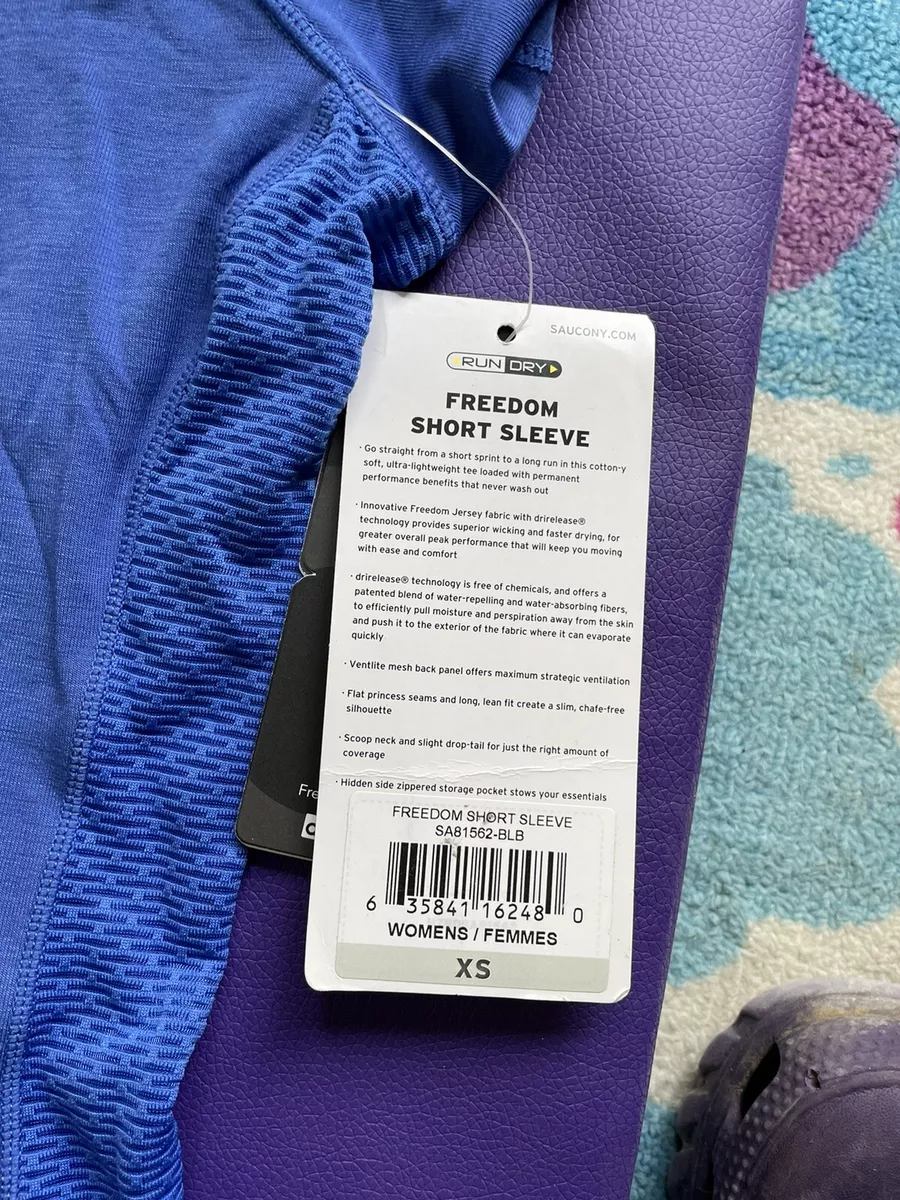 SAUCONY.COM
RUN DRY
FREEDOM
SHORT SLEEVE
· Go straight from a short sprint to a long run in this cotton-y
soft, ultra-lightweight tee loaded with permanent
performance benefits that never wash out
· Innovative Freedom Jersey fabric with drirelease®
technology provides superior wicking and faster drying, for
greater overall peak performance that will keep you moving
with ease and comfort
· drirelease® technology is free of chemicals, and offers a
patented blend of water-repelling and water-absorbing fibers,
to efficiently pull moisture and perspiration away from the skin
and push it to the exterior of the fabric where it can evaporate
quickly
· Ventlite mesh back panel offers maximum strategic ventilation
· Flat princess seams and long, lean fit create a slim, chafe-free
silhouette
· Scoop neck and slight drop-tail for just the right amount of
coverage
· Hidden side zippered storage pocket stows your essentials
Fre
FREEDOM SHORT SLEEVE
SA81562-BLB
6 35841 16248 0
WOMENS / FEMMES
XS